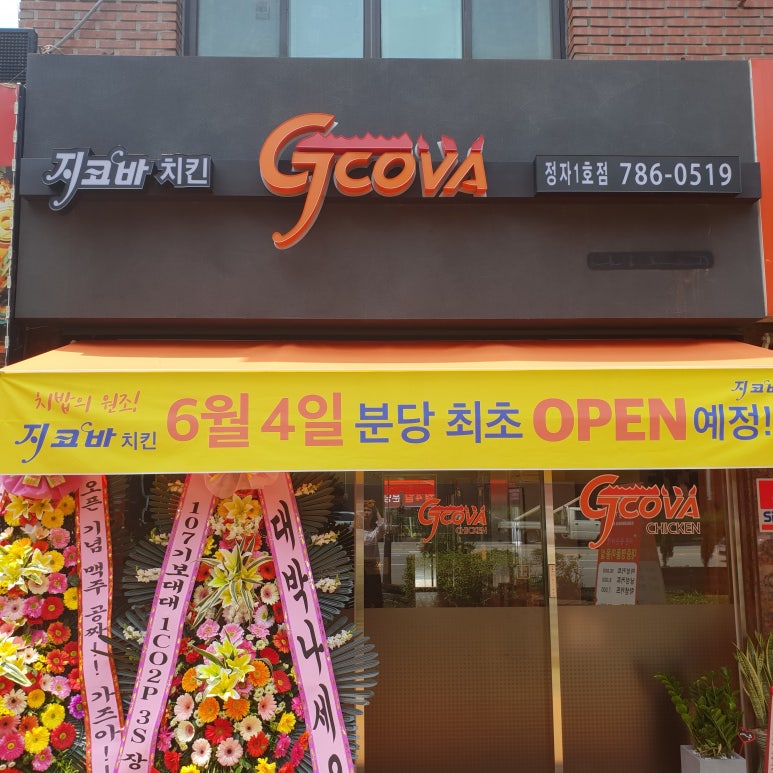 지코바 치킨
GCOVA
정자1호점 786-0519
치밥의 원조!
지코바 치킨
6월 4일 분당 최초 OPEN 예정!
지코바
오픈 기념 맥주 공짜!! 가즈아!!
107기보대대 1CO2P 3S장
대박나세요
GCOVA
CHICKEN
GCOVA
CHICKEN